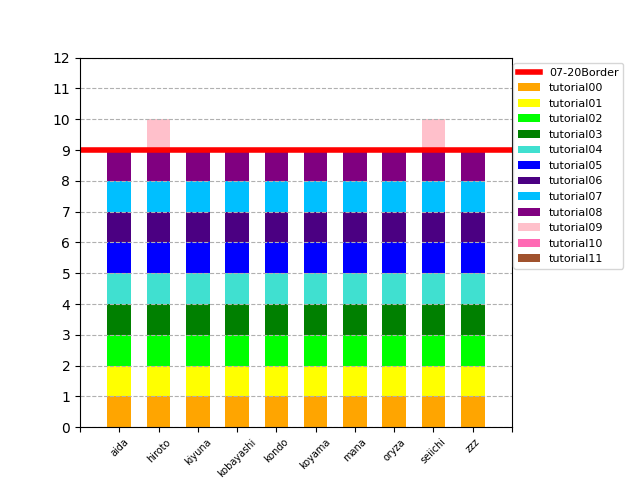 12
11
10
9
8
7
6
5
4
3
2
1
0
aida
hiroto
kiyuna
kobayashi
kondo
koyama
mana
oryza
seiichi
zzz
07-20Border
tutorial00
tutorial01
tutorial02
tutorial03
tutorial04
tutorial05
tutorial06
tutorial07
tutorial08
tutorial09
tutorial10
tutorial11